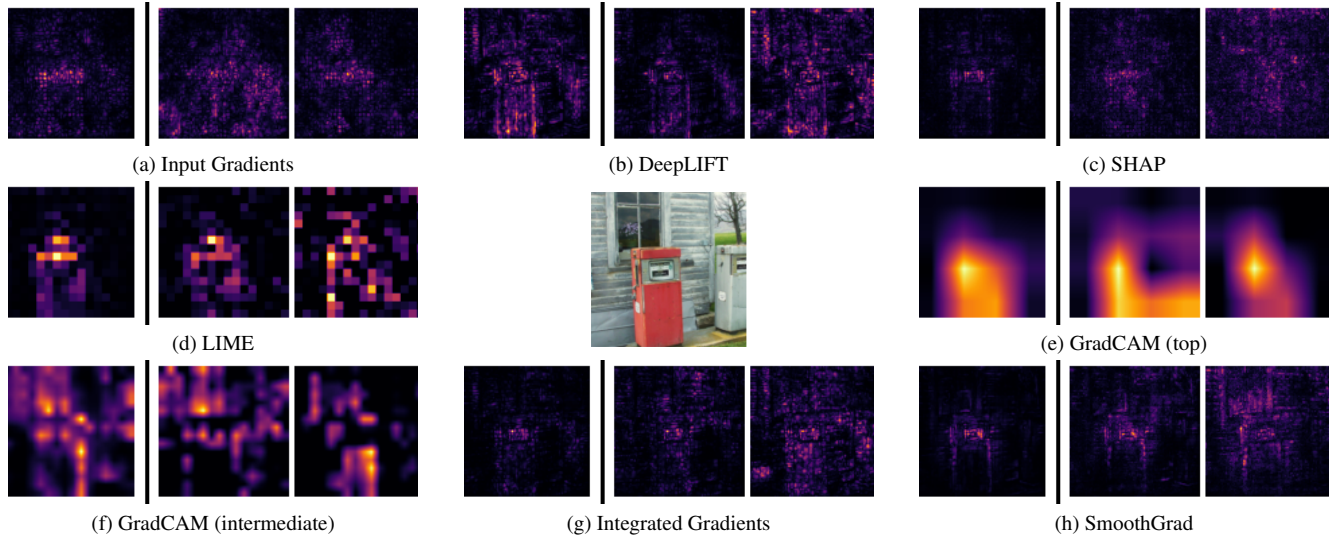 (a) Input Gradients
(b) DeepLIFT
(c) SHAP
(d) LIME
(e) GradCAM (top)
(f) GradCAM (intermediate)
(g) Integrated Gradients
(h) SmoothGrad